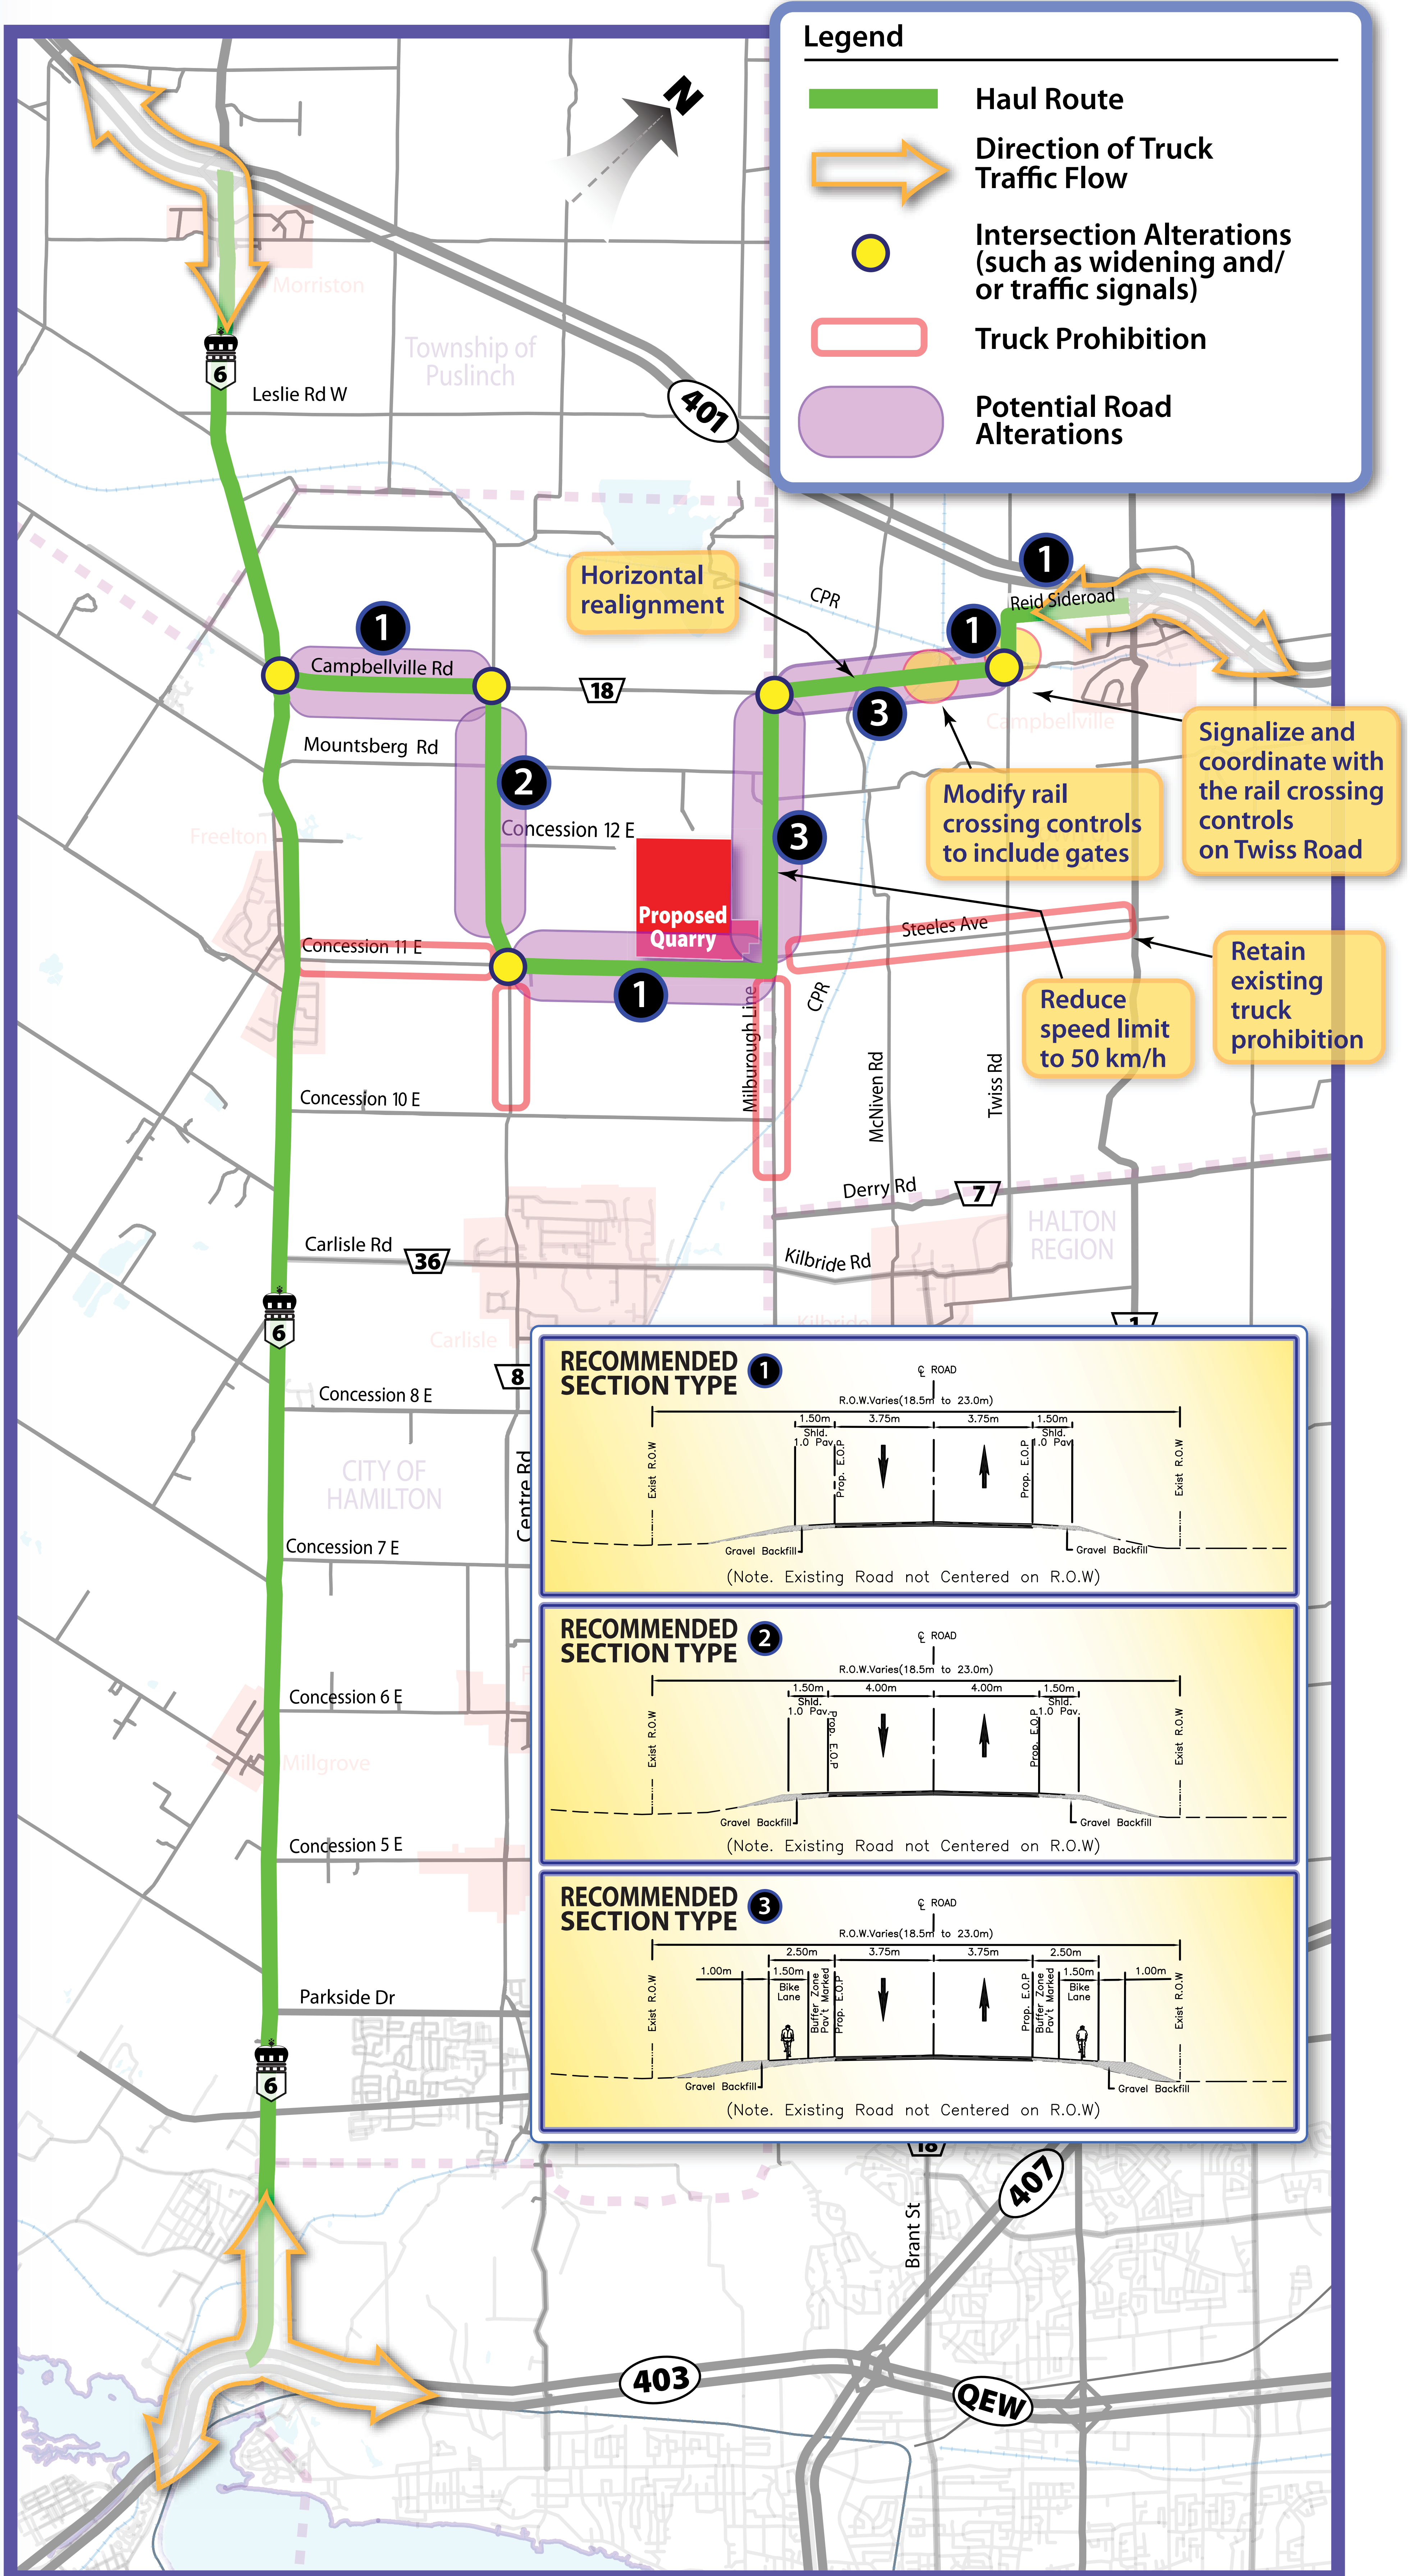 Legend
Haul Route
Direction of Truck
Traffic Flow
Intersection Alterations
(such as widening and/
or traffic signals)
Truck Prohibition
Potential Road
Alterations
N
Morriston
6
Township of
Puslinch
Leslie Rd W
401
Horizontal
realignment
CPR
1
Reid Sideroad
1
1
Campbellville Rd
18
3
Campbellville
Signalize and
coordinate with
the rail crossing
controls
on Twiss Road
Mountsberg Rd
2
Modify rail
crossing controls
to include gates
Freelton
Concession 12 E
3
Proposed
Quarry
Steeles Ave
Concession 11 E
1
Retain
existing
truck
prohibition
Reduce
speed limit
to 50 km/h
Milburough Line
CPR
McNiven Rd
Twiss Rd
Concession 10 E
Derry Rd
7
HALTON
REGION
Carlisle Rd
36
Kilbride Rd
6
Carlisle
Kilbride
1
8
Concession 8 E
CITY OF
HAMILTON
Centre Rd
Concession 7 E
Concession 6 E
Millgrove
Concession 5 E
Parkside Dr
6
RECOMMENDED
SECTION TYPE 1
℄ ROAD
R.O.W.Varies(18.5m to 23.0m)
1.50m 3.75m 3.75m 1.50m
Shld. Shld.
1.0 Pav. 1.0 Pav.
Exist R.O.W
Prop. E.O.P
Prop. E.O.P
Exist R.O.W
Gravel Backfill Gravel Backfill
(Note. Existing Road not Centered on R.O.W)
RECOMMENDED
SECTION TYPE 2
℄ ROAD
R.O.W.Varies(18.5m to 23.0m)
1.50m 4.00m 4.00m 1.50m
Shld. Shld.
1.0 Pav. 1.0 Pav.
Exist R.O.W
Prop. E.O.P
Prop. E.O.P
Exist R.O.W
Gravel Backfill Gravel Backfill
(Note. Existing Road not Centered on R.O.W)
RECOMMENDED
SECTION TYPE 3
℄ ROAD
R.O.W.Varies(18.5m to 23.0m)
2.50m 3.75m 3.75m 2.50m
1.00m 1.50m 1.50m 1.00m
Bike
Lane
Bike
Lane
Exist R.O.W
Buffer Zone
Pav't Marked
Prop. E.O.P
Prop. E.O.P
Buffer Zone
Pav't Marked
Exist R.O.W
Gravel Backfill Gravel Backfill
(Note. Existing Road not Centered on R.O.W)
18
407
Brant St
403
QEW